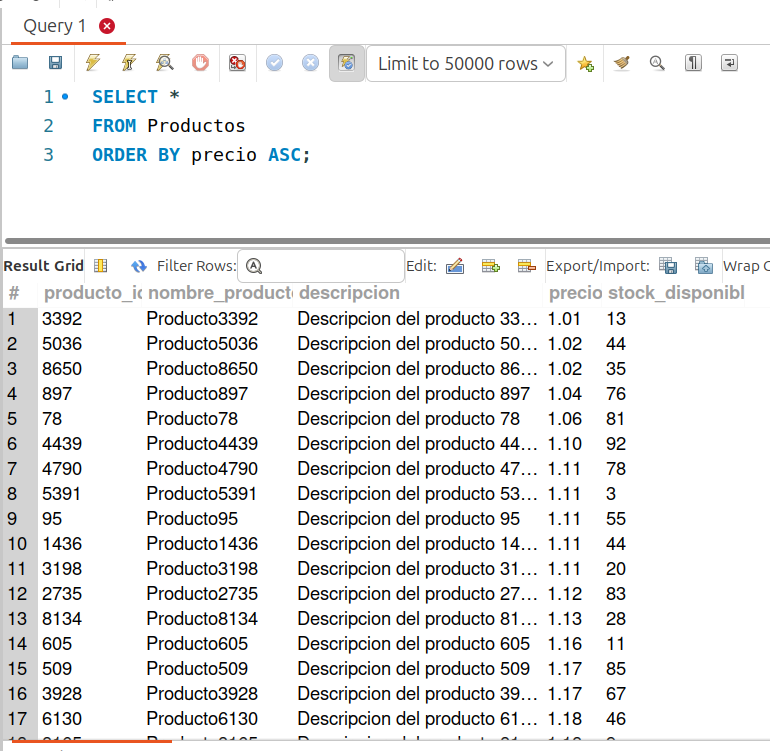 Query 1
Limit to 50000 rows
1 SELECT *
2 FROM Productos
3 ORDER BY precio ASC;
Result Grid Filter Rows: Edit: Export/Import: Wrap C
# producto_id nombre_product descripcion precio stock_disponibl
1 3392 Producto3392 Descripcion del producto 33... 1.01 13
2 5036 Producto5036 Descripcion del producto 50... 1.02 44
3 8650 Producto8650 Descripcion del producto 86... 1.02 35
4 897 Producto897 Descripcion del producto 897 1.04 76
5 78 Producto78 Descripcion del producto 78 1.06 81
6 4439 Producto4439 Descripcion del producto 44... 1.10 92
7 4790 Producto4790 Descripcion del producto 47... 1.11 78
8 5391 Producto5391 Descripcion del producto 53... 1.11 3
9 95 Producto95 Descripcion del producto 95 1.11 55
10 1436 Producto1436 Descripcion del producto 14... 1.11 44
11 3198 Producto3198 Descripcion del producto 31... 1.11 20
12 2735 Producto2735 Descripcion del producto 27... 1.12 83
13 8134 Producto8134 Descripcion del producto 81... 1.13 28
14 605 Producto605 Descripcion del producto 605 1.16 11
15 509 Producto509 Descripcion del producto 509 1.17 85
16 3928 Producto3928 Descripcion del producto 39... 1.17 67
17 6130 Producto6130 Descripcion del producto 61... 1.18 46